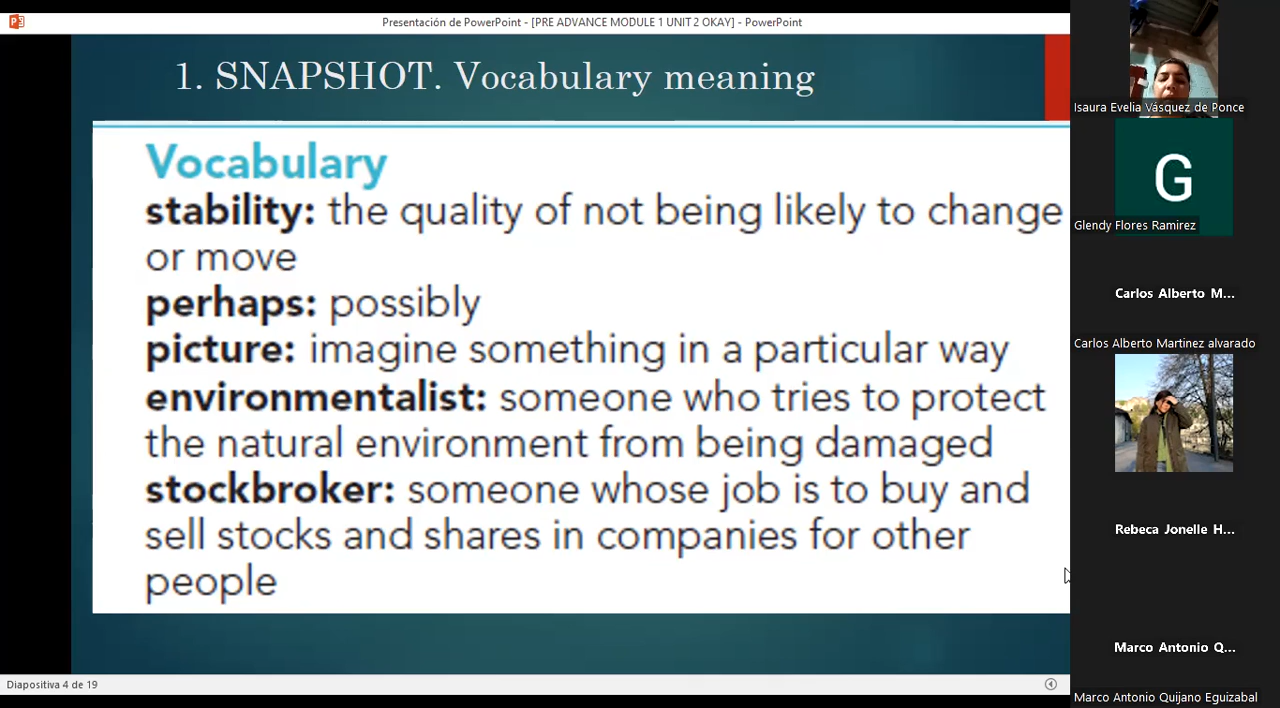 Presentación de PowerPoint - [PRE ADVANCE MODULE 1 UNIT 2 OKAY] - PowerPoint
1. SNAPSHOT. Vocabulary meaning
Vocabulary
stability: the quality of not being likely to change
or move
perhaps: possibly
picture: imagine something in a particular way
environmentalist: someone who tries to protect
the natural environment from being damaged
stockbroker: someone whose job is to buy and
sell stocks and shares in companies for other
people
Diapositiva 4 de 19
Isaura Evelia Vásquez de Ponce
G
Glendy Flores Ramirez
Carlos Alberto M...
Carlos Alberto Martinez alvarado
Rebeca Jonelle H...
Marco Antonio Q...
Marco Antonio Quijano Eguizabal